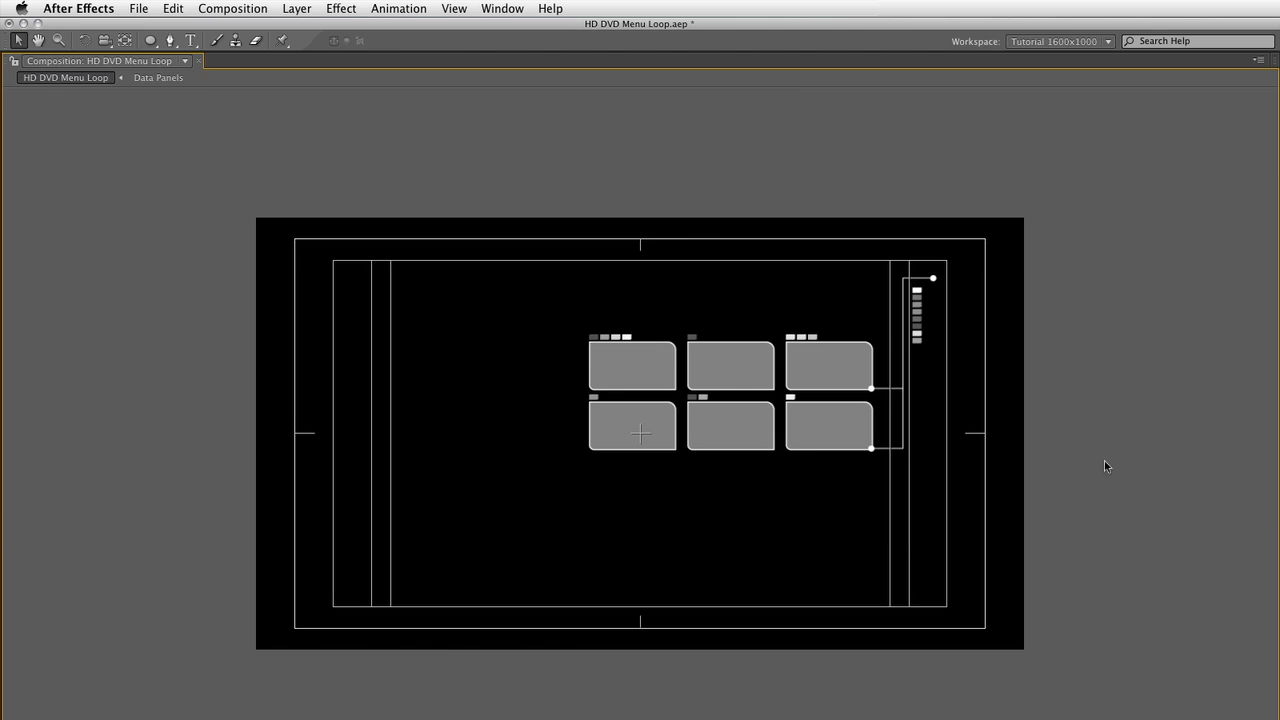 After Effects File Edit Composition Layer Effect Animation View Window Help
HD DVD Menu Loop.aep *
Workspace: Tutorial 1600x1000 Search Help
Composition: HD DVD Menu Loop
HD DVD Menu Loop Data Panels